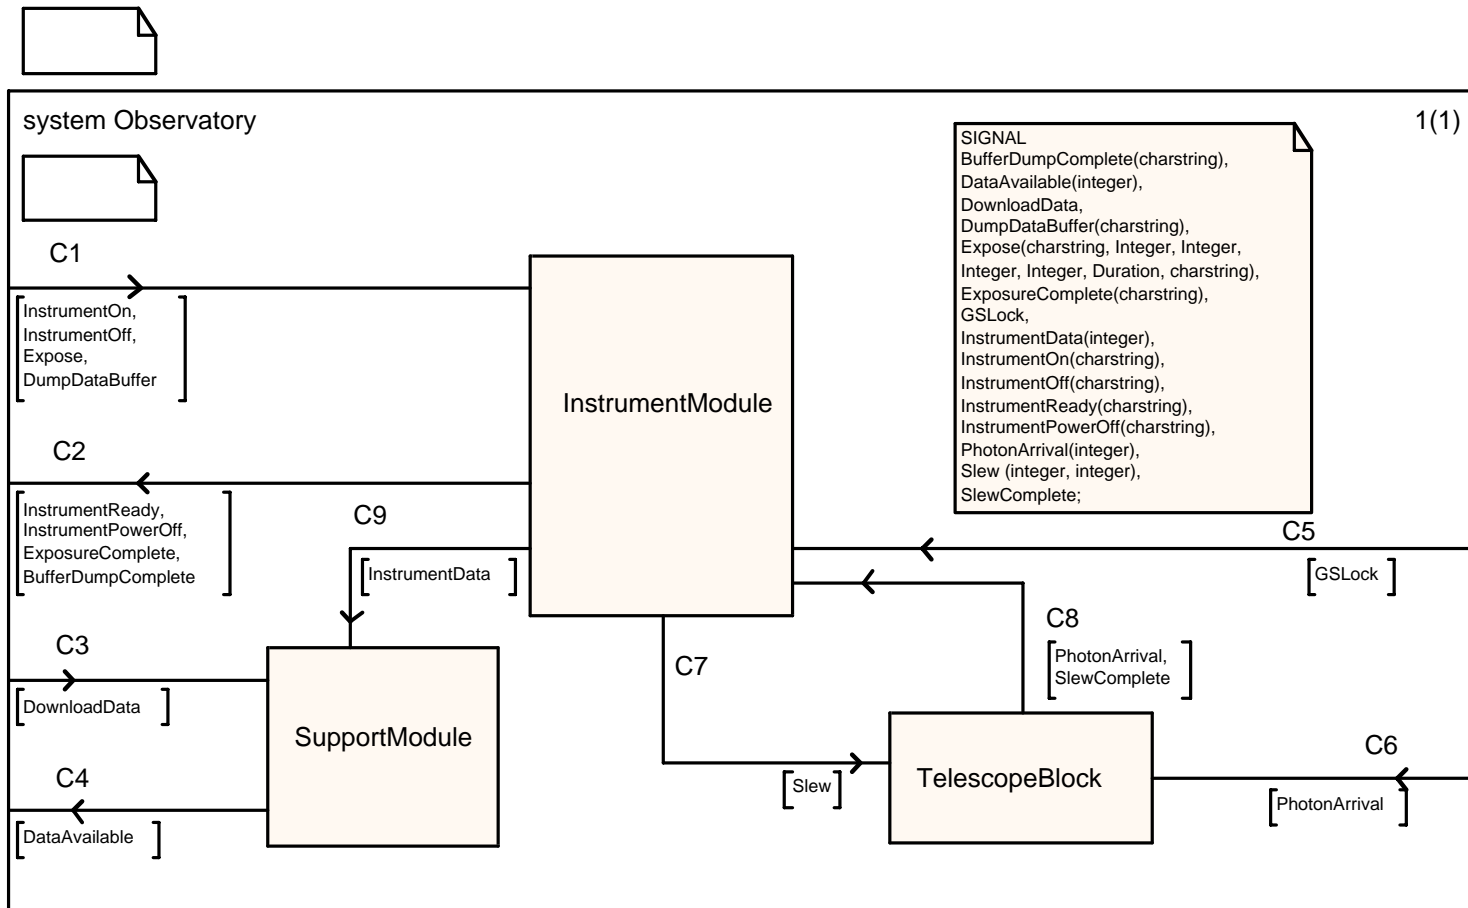 system Observatory
1(1)
SIGNAL
BufferDumpComplete(charstring),
DataAvailable(integer),
DownloadData,
DumpDataBuffer(charstring),
Expose(charstring, Integer, Integer,
Integer, Integer, Duration, charstring),
ExposureComplete(charstring),
GSLock,
InstrumentData(integer),
InstrumentOn(charstring),
InstrumentOff(charstring),
InstrumentReady(charstring),
InstrumentPowerOff(charstring),
PhotonArrival(integer),
Slew (integer, integer),
SlewComplete;
C1
InstrumentOn,
InstrumentOff,
Expose,
DumpDataBuffer
InstrumentModule
C2
InstrumentReady,
InstrumentPowerOff,
ExposureComplete,
BufferDumpComplete
C9
InstrumentData
C5
GSLock
C3
DownloadData
C7
C8
PhotonArrival,
SlewComplete
SupportModule
C4
DataAvailable
Slew
TelescopeBlock
C6
PhotonArrival